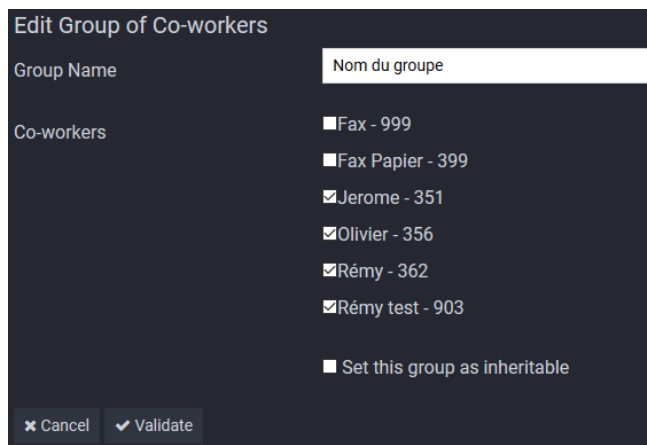 Edit Group of Co-workers
Group Name
Nom du groupe
Co-workers
Fax - 999
Fax Papier - 399
Jerome - 351
Olivier - 356
Rémy - 362
Rémy test - 903
Set this group as inheritable
Cancel
Validate